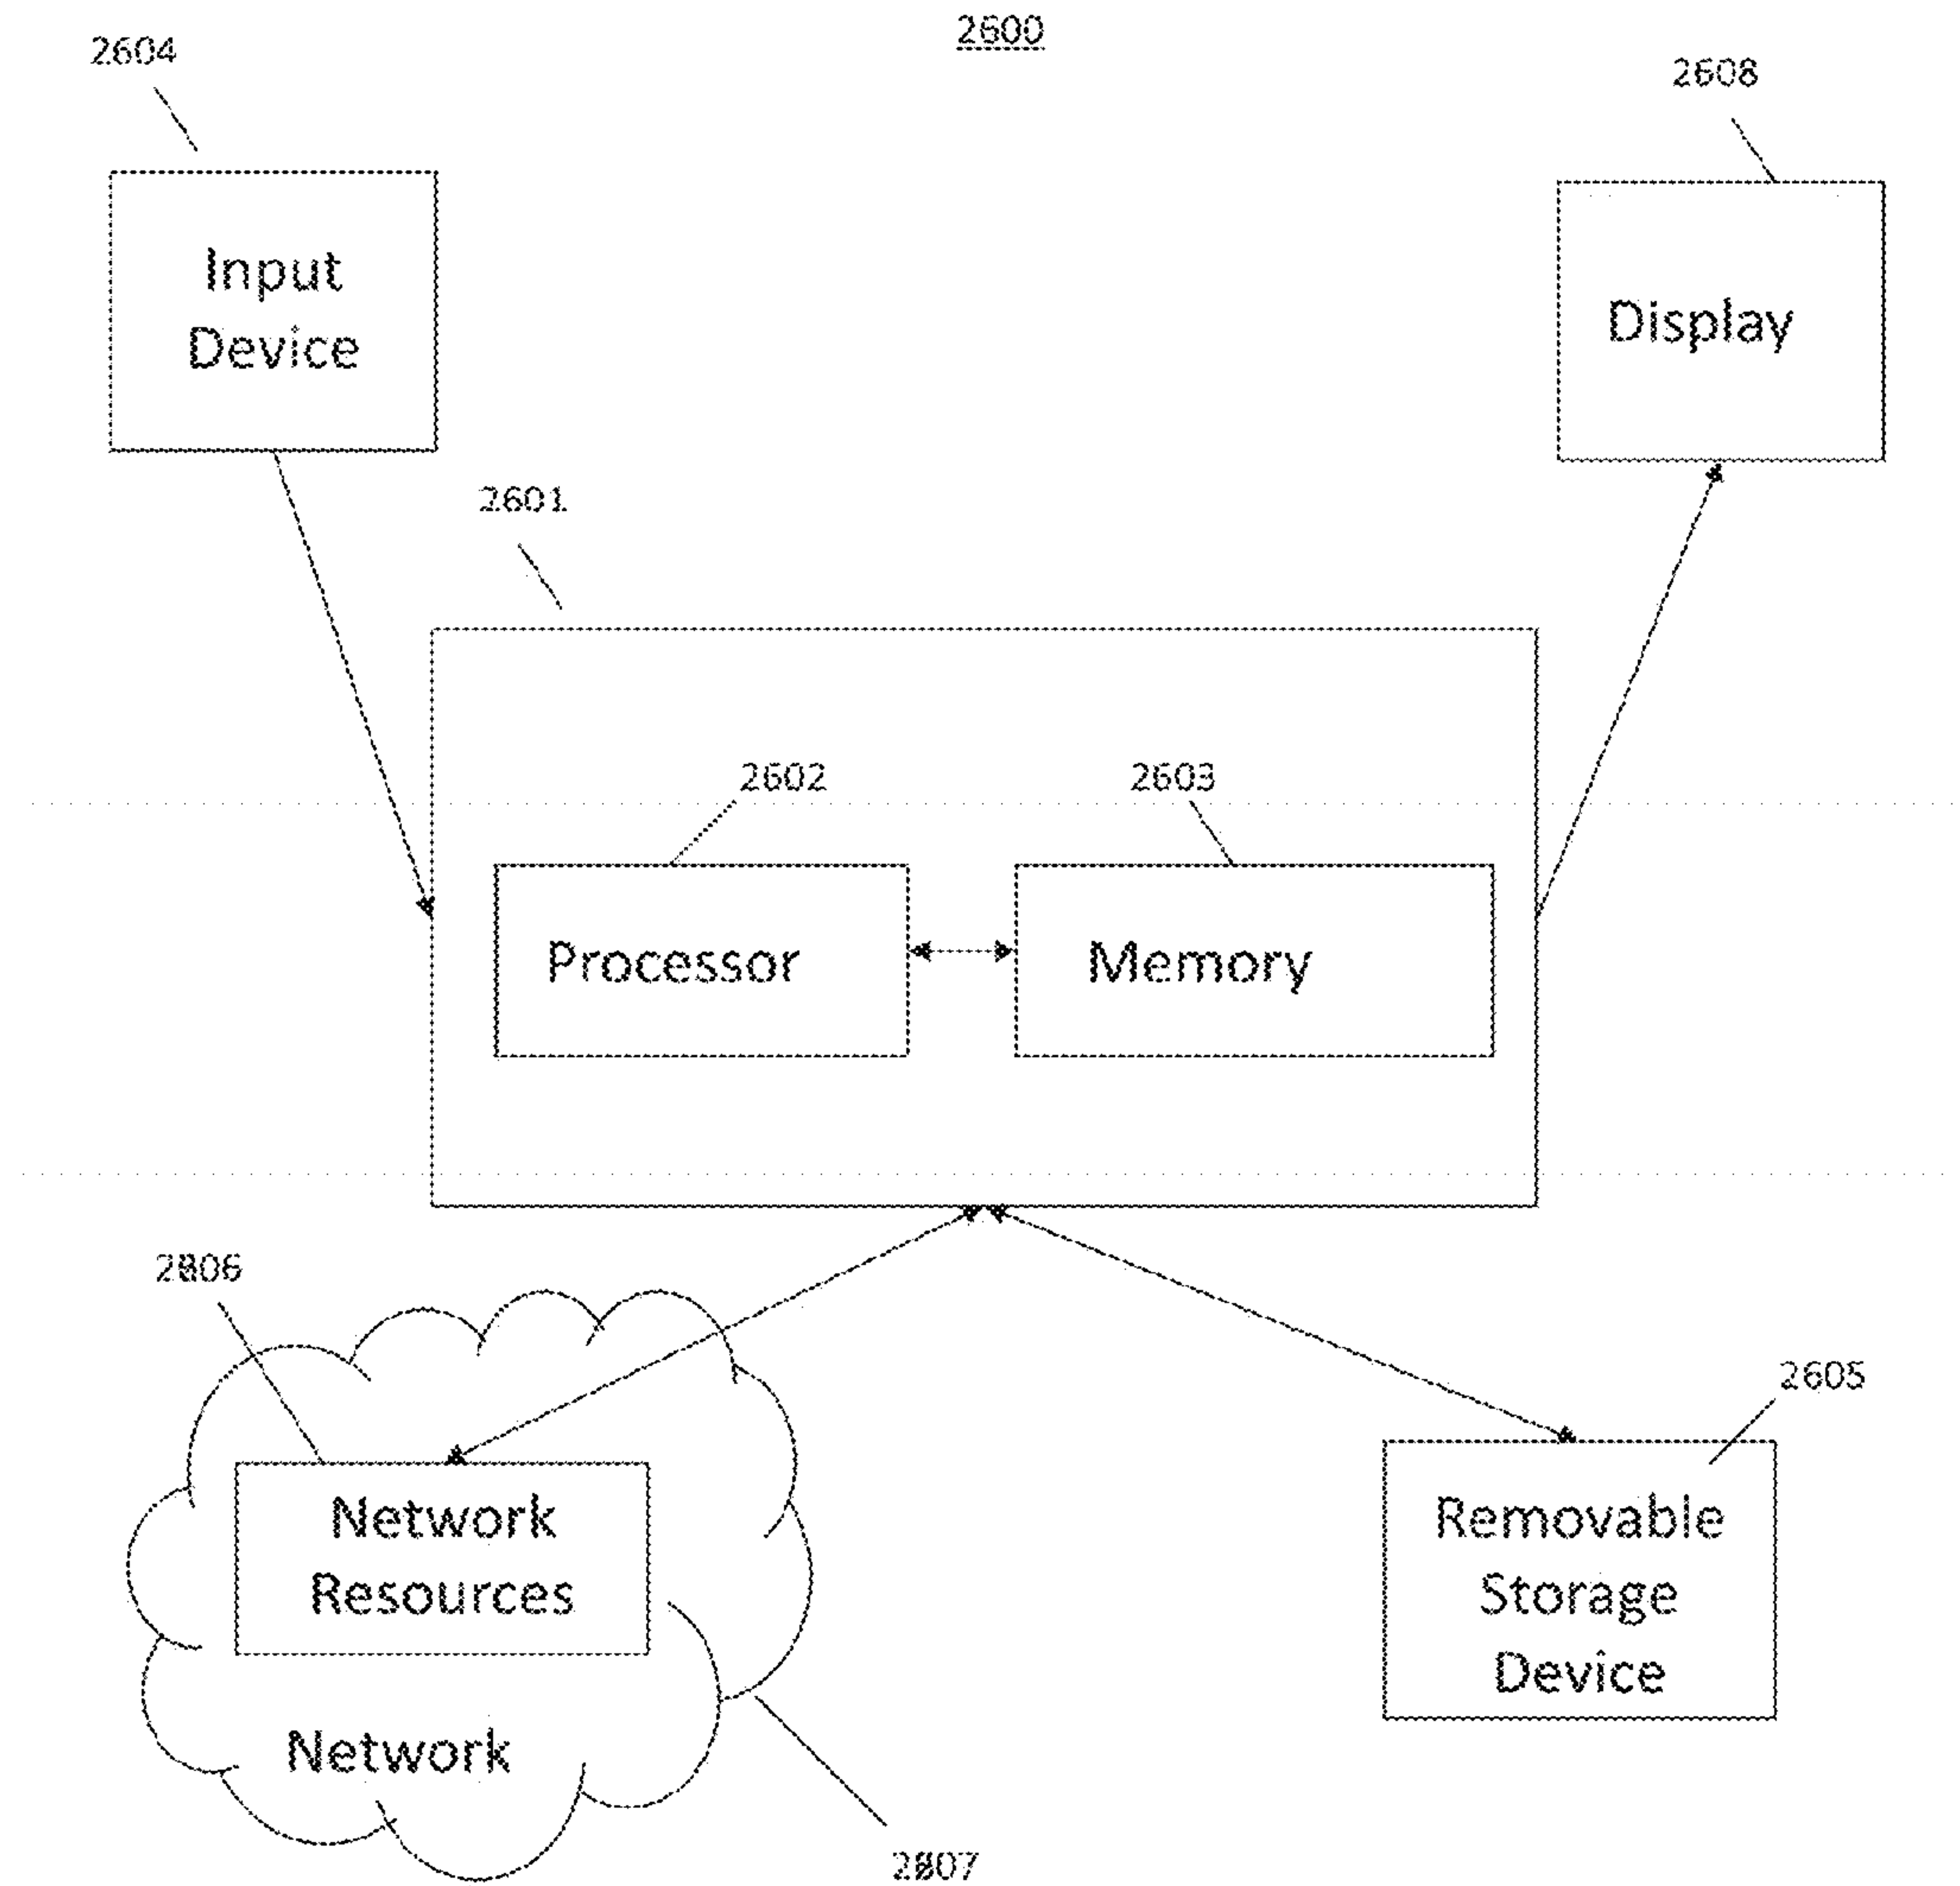 2600
2604
2608
Input
Device
Display
2601
2602
2603
Processor
Memory
2806
2605
Network
Resources
Removable
Storage
Device
Network
2807